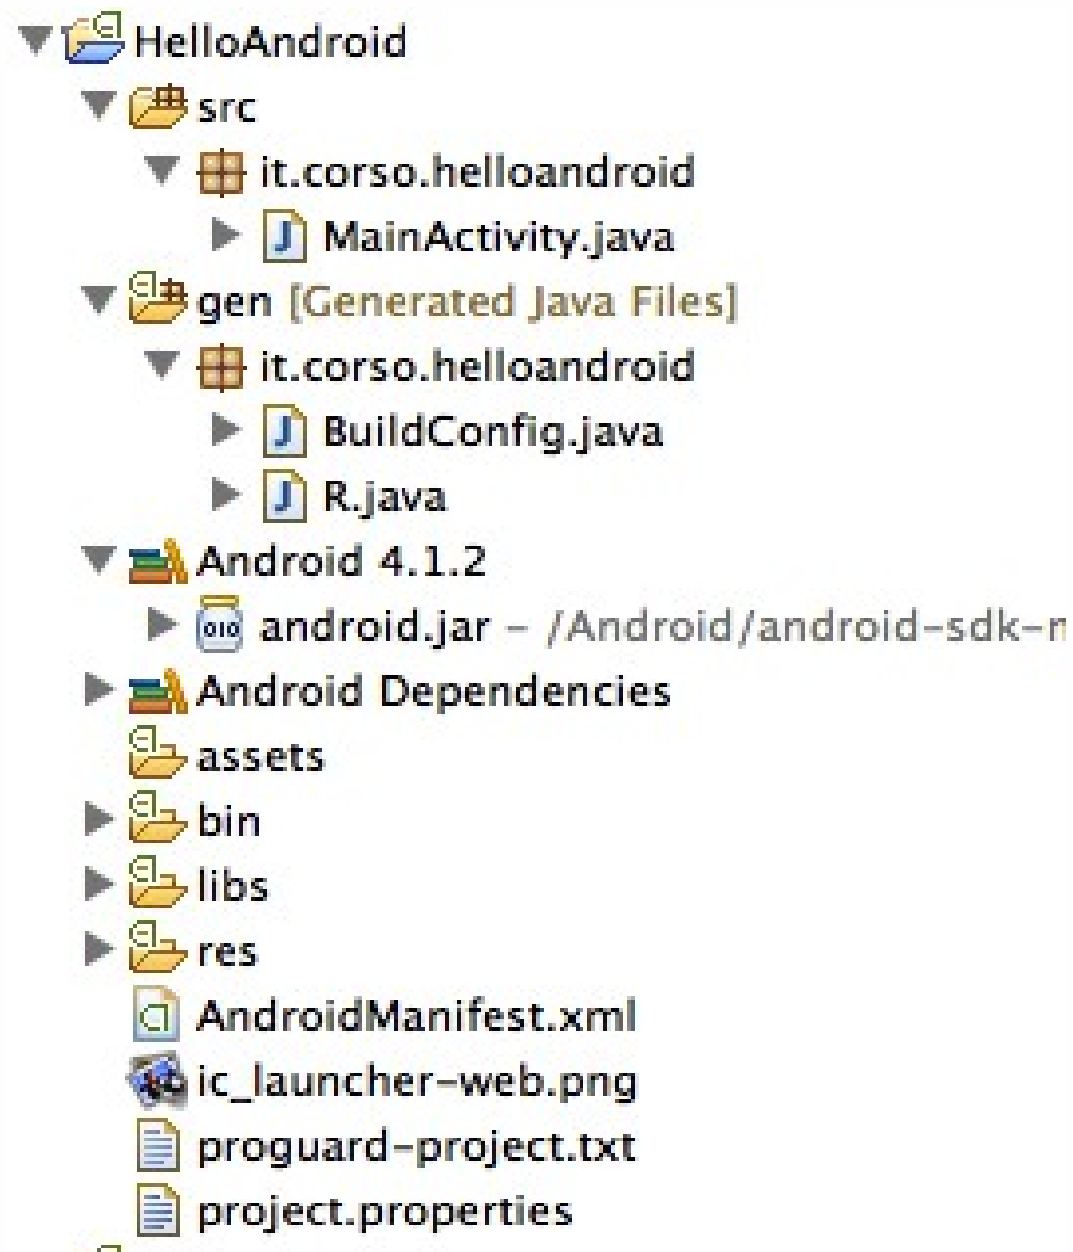 HelloAndroid
src
it.corso.helloandroid
MainActivity.java
gen [Generated Java Files]
it.corso.helloandroid
BuildConfig.java
R.java
Android 4.1.2
android.jar – /Android/android-sdk-
Android Dependencies
assets
bin
libs
res
AndroidManifest.xml
ic_launcher-web.png
proguard-project.txt
project.properties